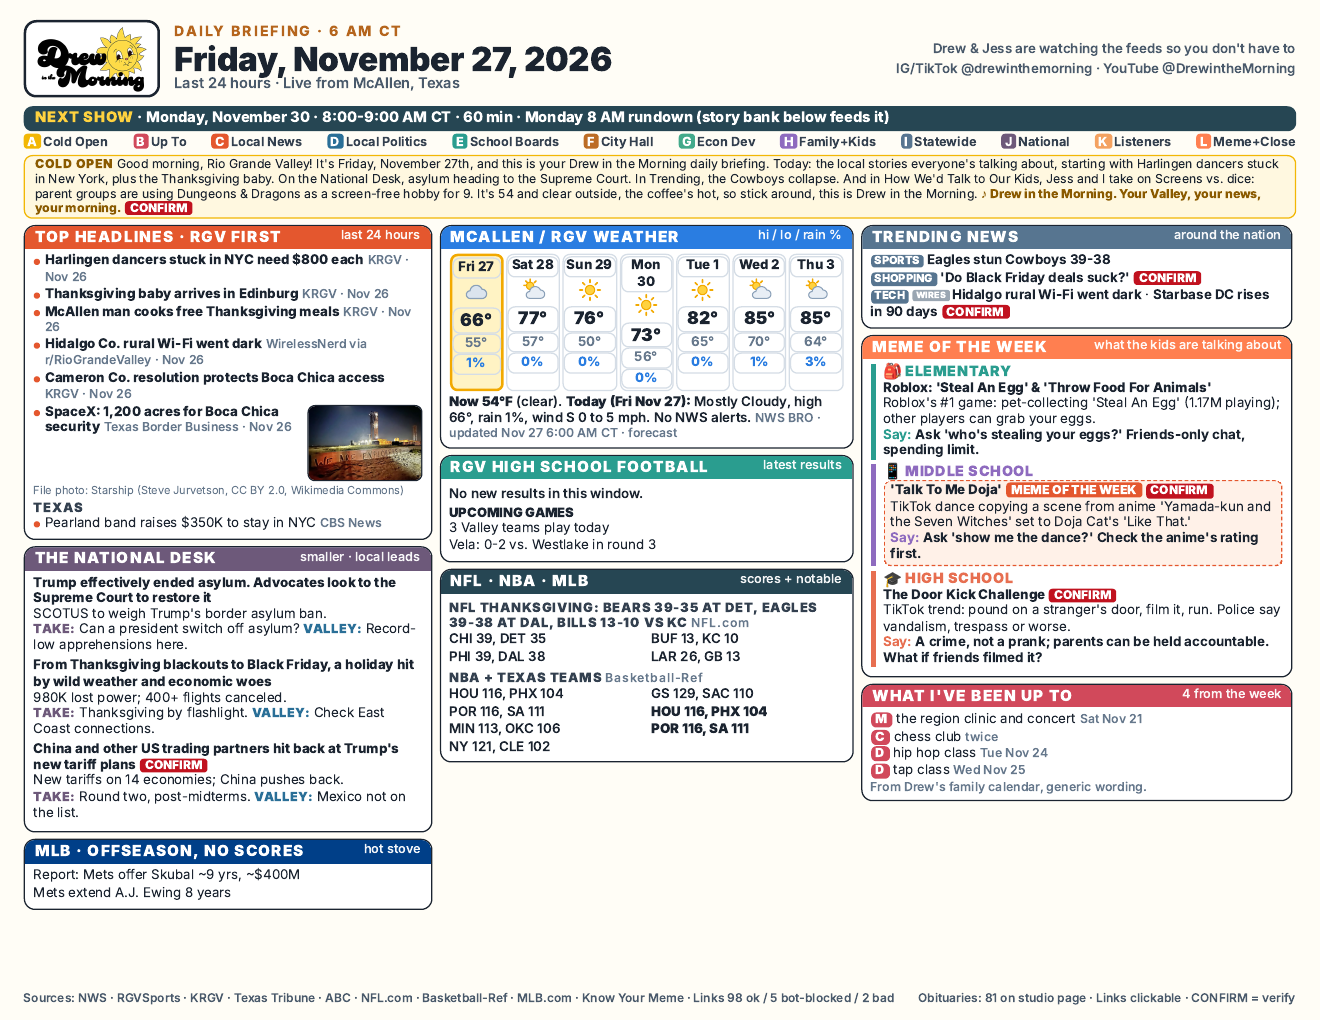 Drew
in the
Morning
DAILY BRIEFING · 6 AM CT
Friday, November 27, 2026
Last 24 hours · Live from McAllen, Texas
Drew & Jess are watching the feeds so you don't have to
IG/TikTok @drewinthemorning · YouTube @DrewintheMorning
NEXT SHOW · Monday, November 30 · 8:00-9:00 AM CT · 60 min · Monday 8 AM rundown (story bank below feeds it)
A Cold Open B Up To C Local News D Local Politics E School Boards F City Hall G Econ Dev H Family+Kids I Statewide J National K Listeners L Meme+Close
COLD OPEN Good morning, Rio Grande Valley! It's Friday, November 27th, and this is your Drew in the Morning daily briefing. Today: the local stories everyone's talking about, starting with Harlingen dancers stuck
in New York, plus the Thanksgiving baby. On the National Desk, asylum heading to the Supreme Court. In Trending, the Cowboys collapse. And in How We'd Talk to Our Kids, Jess and I take on Screens vs. dice:
parent groups are using Dungeons & Dragons as a screen-free hobby for 9. It's 54 and clear outside, the coffee's hot, so stick around, this is Drew in the Morning. ♪ Drew in the Morning. Your Valley, your news,
your morning. CONFIRM
TOP HEADLINES · RGV FIRST last 24 hours
Harlingen dancers stuck in NYC need $800 each KRGV ·
Nov 26
Thanksgiving baby arrives in Edinburg KRGV · Nov 26
McAllen man cooks free Thanksgiving meals KRGV · Nov
26
Hidalgo Co. rural Wi-Fi went dark WirelessNerd via
r/RioGrandeValley · Nov 26
Cameron Co. resolution protects Boca Chica access
KRGV · Nov 26
SpaceX: 1,200 acres for Boca Chica
security Texas Border Business · Nov 26
File photo: Starship (Steve Jurvetson, CC BY 2.0, Wikimedia Commons)
TEXAS
Pearland band raises $350K to stay in NYC CBS News
THE NATIONAL DESK smaller · local leads
Trump effectively ended asylum. Advocates look to the
Supreme Court to restore it
SCOTUS to weigh Trump's border asylum ban.
TAKE: Can a president switch off asylum? VALLEY: Record-
low apprehensions here.
From Thanksgiving blackouts to Black Friday, a holiday hit
by wild weather and economic woes
980K lost power; 400+ flights canceled.
TAKE: Thanksgiving by flashlight. VALLEY: Check East
Coast connections.
China and other US trading partners hit back at Trump's
new tariff plans CONFIRM
New tariffs on 14 economies; China pushes back.
TAKE: Round two, post-midterms. VALLEY: Mexico not on
the list.
MLB · OFFSEASON, NO SCORES hot stove
Report: Mets offer Skubal ~9 yrs, ~$400M
Mets extend A.J. Ewing 8 years
MCALLEN / RGV WEATHER hi / lo / rain %
Fri 27 Sat 28 Sun 29 Mon 30 Tue 1 Wed 2 Thu 3
66° 77° 76° 73° 82° 85° 85°
55° 57° 50° 56° 65° 70° 64°
1% 0% 0% 0% 0% 0% 3%
Now 54°F (clear). Today (Fri Nov 27): Mostly Cloudy, high
66°, rain 1%, wind S 0 to 5 mph. No NWS alerts. NWS BRO ·
updated Nov 27 6:00 AM CT · forecast
RGV HIGH SCHOOL FOOTBALL latest results
No new results in this window.
UPCOMING GAMES
3 Valley teams play today
Vela: 0-2 vs. Westlake in round 3
NFL · NBA · MLB scores + notable
NFL THANKSGIVING: BEARS 39-35 AT DET, EAGLES
39-38 AT DAL, BILLS 13-10 VS KC NFL.com
CHI 39, DET 35 BUF 13, KC 10
PHI 39, DAL 38 LAR 26, GB 13
NBA + TEXAS TEAMS Basketball-Ref
HOU 116, PHX 104 GS 129, SAC 110
POR 116, SA 111 HOU 116, PHX 104
MIN 113, OKC 106 POR 116, SA 111
NY 121, CLE 102
TRENDING NEWS around the nation
SPORTS Eagles stun Cowboys 39-38
SHOPPING 'Do Black Friday deals suck?' CONFIRM
TECH WIRES Hidalgo rural Wi-Fi went dark · Starbase DC rises
in 90 days CONFIRM
MEME OF THE WEEK what the kids are talking about
ELEMENTARY
Roblox: 'Steal An Egg' & 'Throw Food For Animals'
Roblox's #1 game: pet-collecting 'Steal An Egg' (1.17M playing);
other players can grab your eggs.
Say: Ask 'who's stealing your eggs?' Friends-only chat,
spending limit.
MIDDLE SCHOOL
'Talk To Me Doja' MEME OF THE WEEK CONFIRM
TikTok dance copying a scene from anime 'Yamada-kun and
the Seven Witches' set to Doja Cat's 'Like That.'
Say: Ask 'show me the dance?' Check the anime's rating
first.
HIGH SCHOOL
The Door Kick Challenge CONFIRM
TikTok trend: pound on a stranger's door, film it, run. Police say
vandalism, trespass or worse.
Say: A crime, not a prank; parents can be held accountable.
What if friends filmed it?
WHAT I'VE BEEN UP TO 4 from the week
M the region clinic and concert Sat Nov 21
C chess club twice
D hip hop class Tue Nov 24
D tap class Wed Nov 25
From Drew's family calendar, generic wording.
Sources: NWS · RGVSports · KRGV · Texas Tribune · ABC · NFL.com · Basketball-Ref · MLB.com · Know Your Meme · Links 98 ok / 5 bot-blocked / 2 bad
Obituaries: 81 on studio page · Links clickable · CONFIRM = verify